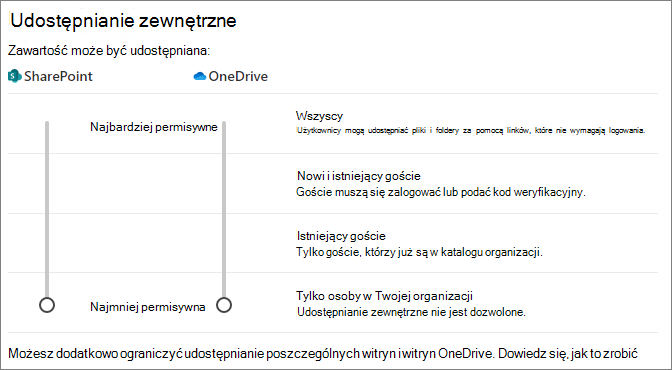 Udostępnianie zewnętrzne
Zawartość może być udostępniana:
SharePoint OneDrive
Najbardziej permisywne
Wszyscy
Użytkownicy mogą udostępniać pliki i foldery za pomocą linków, które nie wymagają logowania.
Nowi i istniejący goście
Goście muszą się zalogować lub podać kod weryfikacyjny.
Istniejący goście
Tylko goście, którzy już są w katalogu organizacji.
Najmniej permisywna
Tylko osoby w Twojej organizacji
Udostępnianie zewnętrzne nie jest dozwolone.
Możesz dodatkowo ograniczyć udostępnianie poszczególnych witryn i witryn OneDrive. Dowiedz się, jak to zrobić